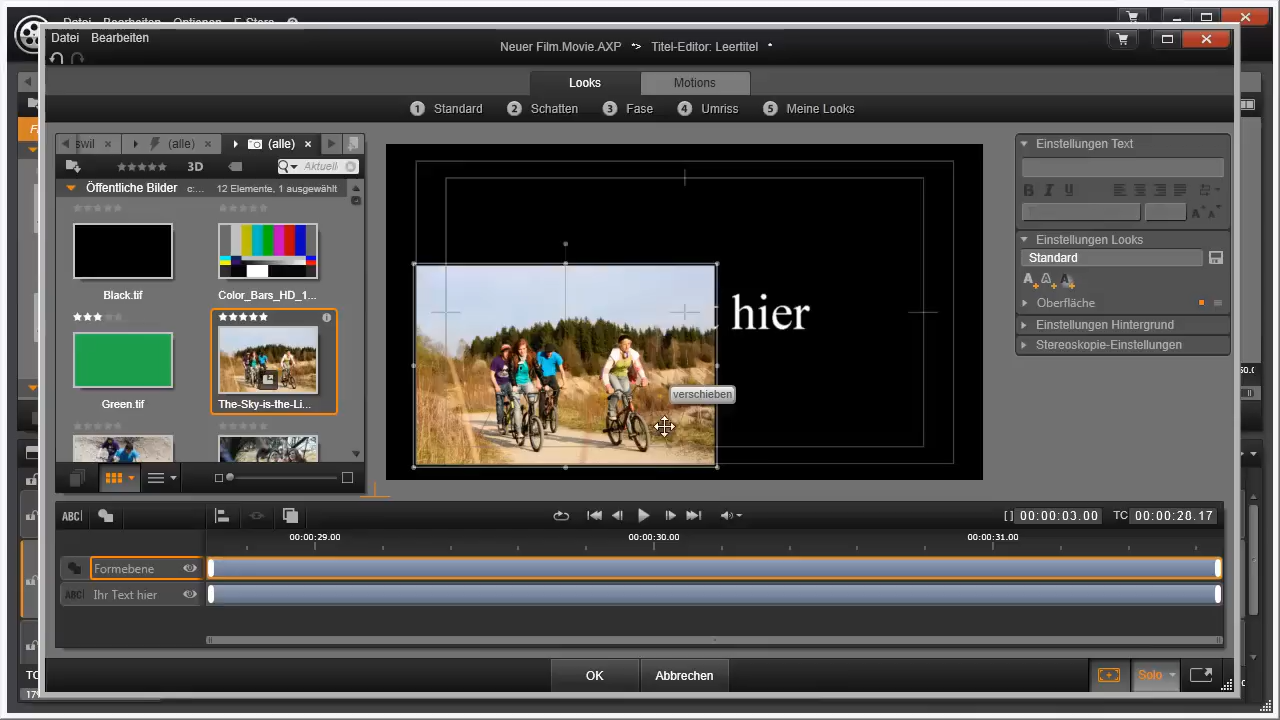 Datei Bearbeiten Optionen E-Store
Datei Bearbeiten
Neuer Film.Movie.AXP *> Titel-Editor: Leertitel *
Looks Motions
1 Standard 2 Schatten 3 Fase 4 Umriss 5 Meine Looks
swil × (alle) × (alle) ×
3D Aktuell
Öffentliche Bilder c:... 12 Elemente, 1 ausgewählt
Black.tif Color_Bars_HD_1...
Green.tif The-Sky-is-the-Li...
hier
verschieben
Einstellungen Text
B I U
Einstellungen Looks
Standard
A A A
Oberfläche
Einstellungen Hintergrund
Stereoskopie-Einstellungen
ABC
[ ] 00:00:03.00 TC 00:00:28.17
00:00:29.00 00:00:30.00 00:00:31.00
Formebene
ABC Ihr Text hier
OK Abbrechen
Solo
TC